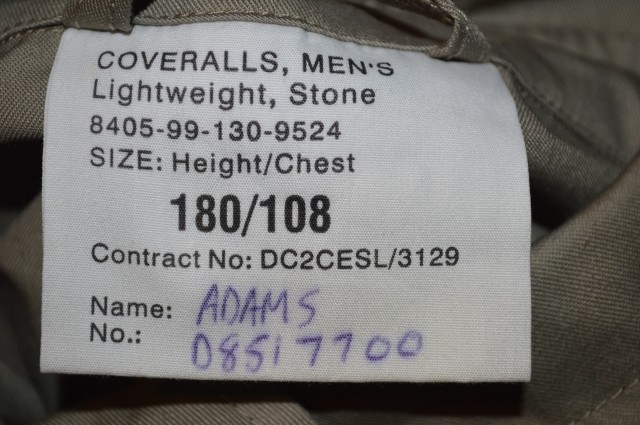 COVERALLS, MEN'S
Lightweight, Stone
8405-99-130-9524
SIZE: Height/Chest
180/108
Contract No: DC2CESL/3129
Name: ADAMS
No.: D8517700